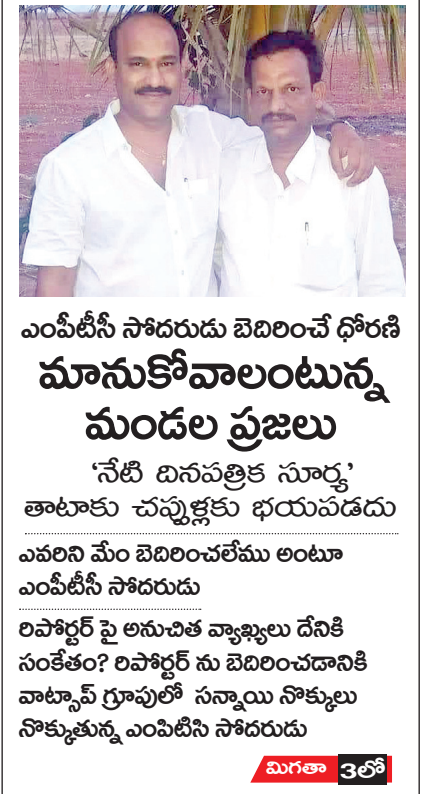 ఎంపీటీసీ సోదరుడు బెదిరించే ధోరణి
మానుకోవాలంటున్న
మండల ప్రజలు
‘నేటి దినపత్రిక సూర్య’
తాటాకు చప్పుళ్లకు భయపడదు
ఎవరిని మేం బెదిరించలేము అంటూ
ఎంపీటీసీ సోదరుడు
రిపోర్టర్ పై అనుచిత వ్యాఖ్యలు దేనికి
సంకేతం? రిపోర్టర్ ను బెదిరించడానికి
వాట్సాప్ గ్రూపులో సన్నాయి నొక్కులు
నొక్కుతున్న ఎంపిటిసి సోదరుడు
మిగతా 3లో